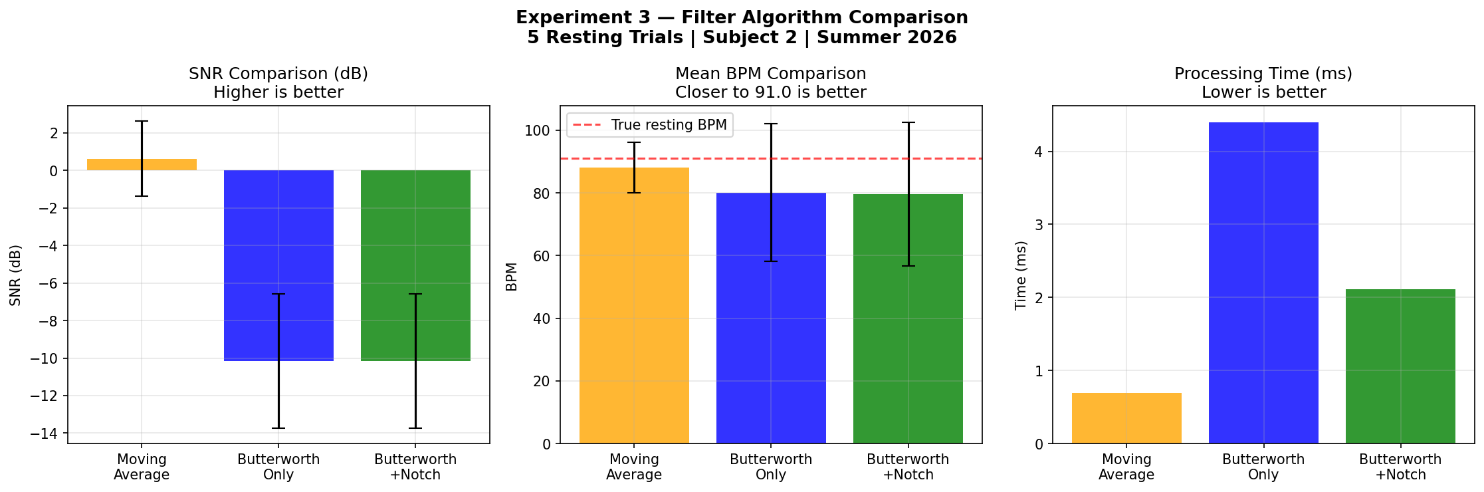 Experiment 3 — Filter Algorithm Comparison
5 Resting Trials | Subject 2 | Summer 2026
SNR Comparison (dB)
Higher is better
SNR (dB)
2
0
−2
−4
−6
−8
−10
−12
−14
Moving
Average
Butterworth
Only
Butterworth
+Notch
Mean BPM Comparison
Closer to 91.0 is better
True resting BPM
BPM
100
80
60
40
20
0
Moving
Average
Butterworth
Only
Butterworth
+Notch
Processing Time (ms)
Lower is better
Time (ms)
4
3
2
1
0
Moving
Average
Butterworth
Only
Butterworth
+Notch